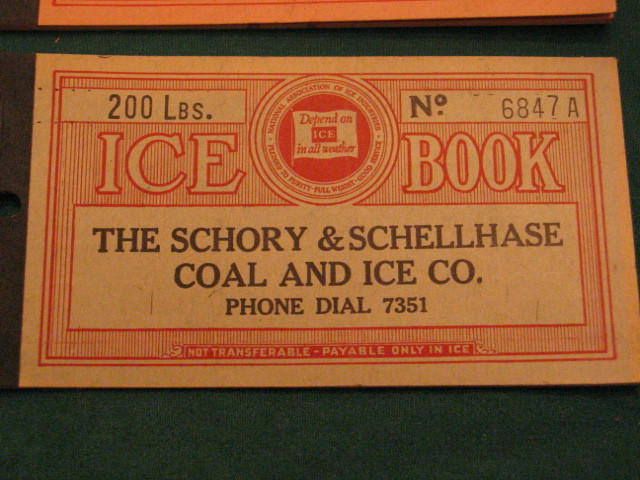 200 LBS.
Nº 6847 A
ICE BOOK
NATIONAL ASSOCIATION OF ICE INDUSTRIES
Depend on
ICE
in all weather
PLEDGED TO PURITY - FULL WEIGHT - GOOD SERVICE
THE SCHORY & SCHELLHASE
COAL AND ICE CO.
PHONE DIAL 7351
NOT TRANSFERABLE - PAYABLE ONLY IN ICE